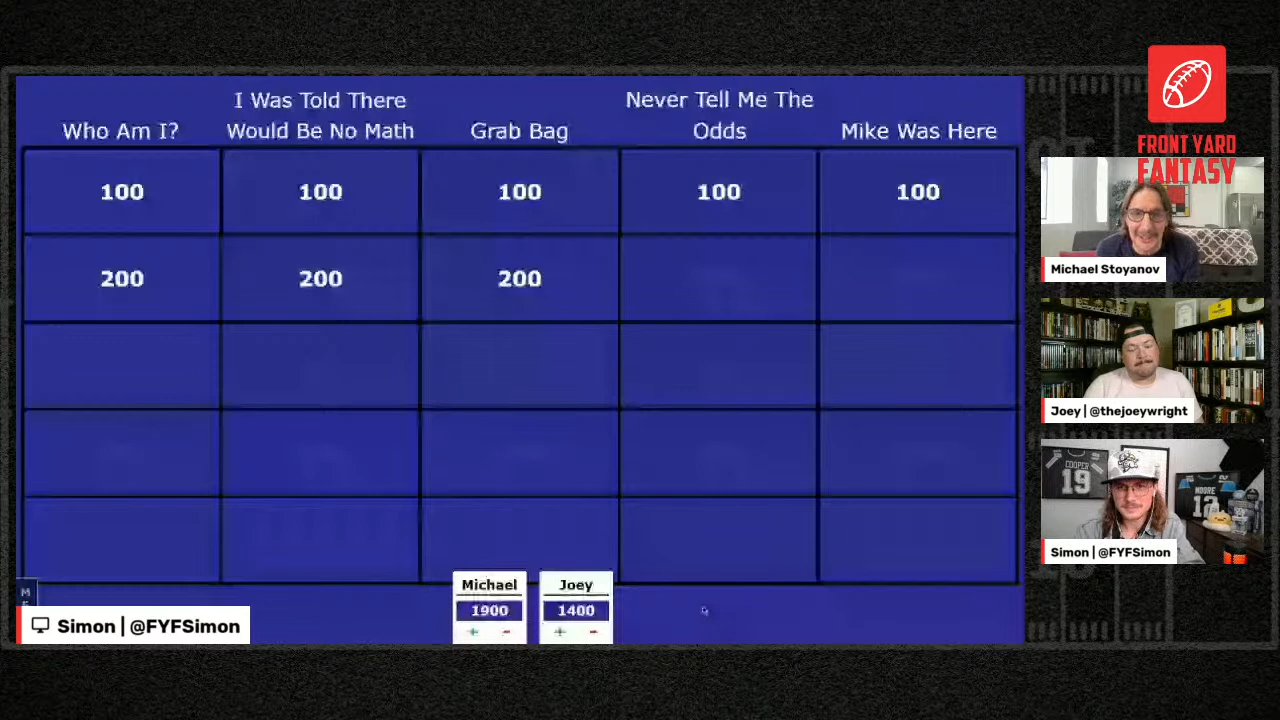 I Was Told There
Never Tell Me The
Who Am I?
Would Be No Math
Grab Bag
Odds
Mike Was Here
100
100
100
100
100
200
200
200
Michael
Joey
1900
1400
Simon | @FYFSimon
FRONT YARD
FANTASY
Michael Stoyanov
Joey | @thejoeywright
COOPER
19
MOORE
12
Simon | @FYFSimon